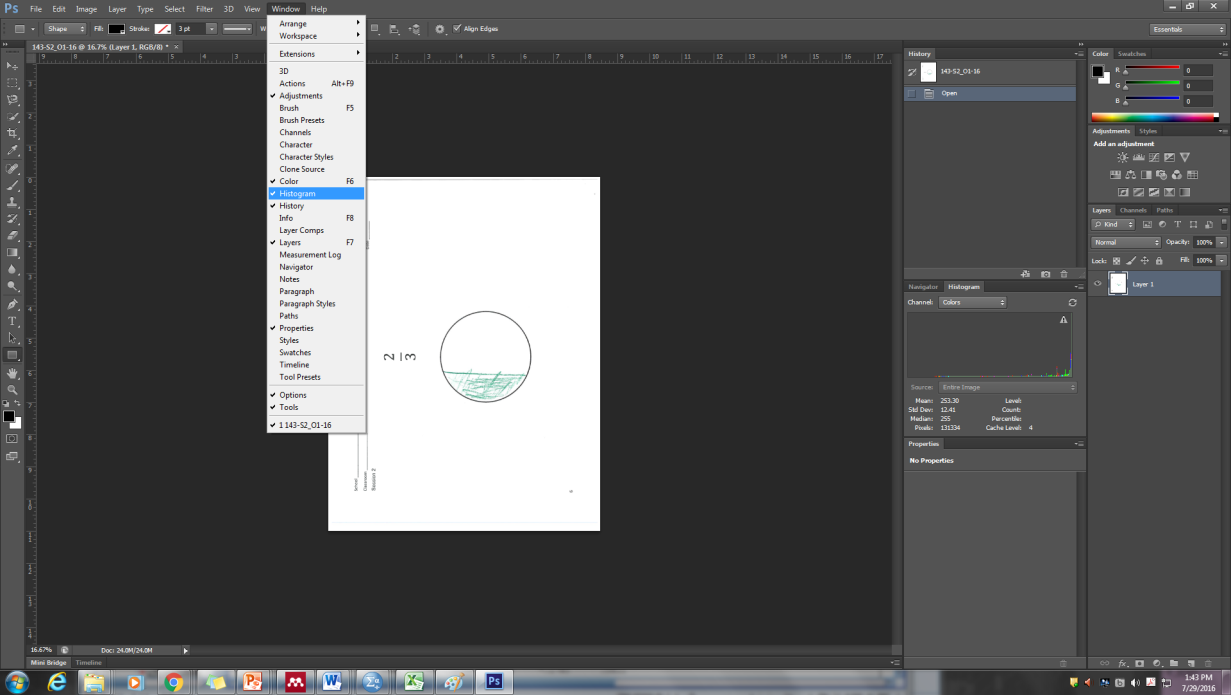 Ps File Edit Image Layer Type Select Filter 3D View Window Help
Shape Fill: Stroke: 3 pt W Align Edges Essentials
143-S2_O1-16 @ 16.7% (Layer 1, RGB/8) * ×
Arrange
Workspace
Extensions
3D
Actions Alt+F9
Adjustments
Brush F5
Brush Presets
Channels
Character
Character Styles
Clone Source
Color F6
Histogram
History
Info F8
Layer Comps
Layers F7
Measurement Log
Navigator
Notes
Paragraph
Paragraph Styles
Paths
Properties
Styles
Swatches
Timeline
Tool Presets
Options
Tools
1 143-S2_O1-16
2
3
School
Classroom
Session 2
History
143-S2_O1-16
Open
Navigator Histogram
Channel: Colors
Source: Entire Image
Mean: 253.30 Level:
Std Dev: 12.41 Count:
Median: 255 Percentile:
Pixels: 131334 Cache Level: 4
Properties
No Properties
Color Swatches
R 0
G 0
B 0
Adjustments Styles
Add an adjustment
Layers Channels Paths
Kind
Normal Opacity: 100%
Lock: Fill: 100%
Layer 1
16.67% Doc: 24.0M/24.0M
Mini Bridge Timeline
1:43 PM
7/29/2016